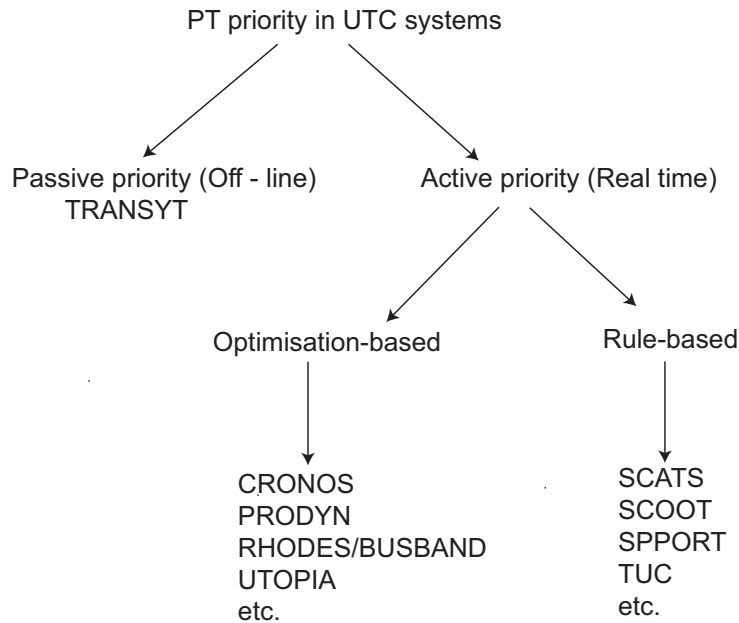 PT priority in UTC systems
Passive priority (Off - line)
TRANSYT
Active priority (Real time)
Optimisation-based
Rule-based
CRONOS
PRODYN
RHODES/BUSBAND
UTOPIA
etc.
SCATS
SCOOT
SPPORT
TUC
etc.